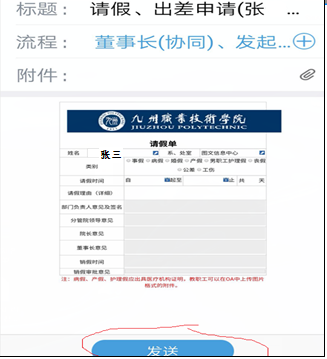 标题： 请假、出差申请(张 ...
流程： 董事长(协同)、发起...
附件：
九州职业技术学院
JIUZHOU POLYTECHNIC
请假单
姓名 张三 系、处室 图文信息中心
类别 事假 病假 婚假 产假 男职工护理假 丧假
公差 工伤
请假时间 自 起至 止 共 天
请假理由（详细）
部门负责人意见及签名
分管院领导意见
院长意见
董事长意见
销假时间
销假审批意见
注：病假、产假、护理假应出具医疗机构证明，教职工可以在OA中上传图片
格式的附件。
发送